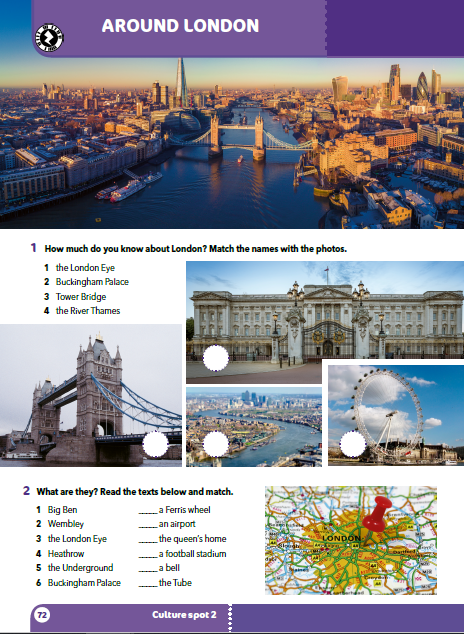 AROUND LONDON
1 How much do you know about London? Match the names with the photos.
1 the London Eye
2 Buckingham Palace
3 Tower Bridge
4 the River Thames
2 What are they? Read the texts below and match.
1 Big Ben _____ a Ferris wheel
2 Wembley _____ an airport
3 the London Eye _____ the queen's home
4 Heathrow _____ a football stadium
5 the Underground _____ a bell
6 Buckingham Palace _____ the Tube
LONDON
72 Culture spot 2